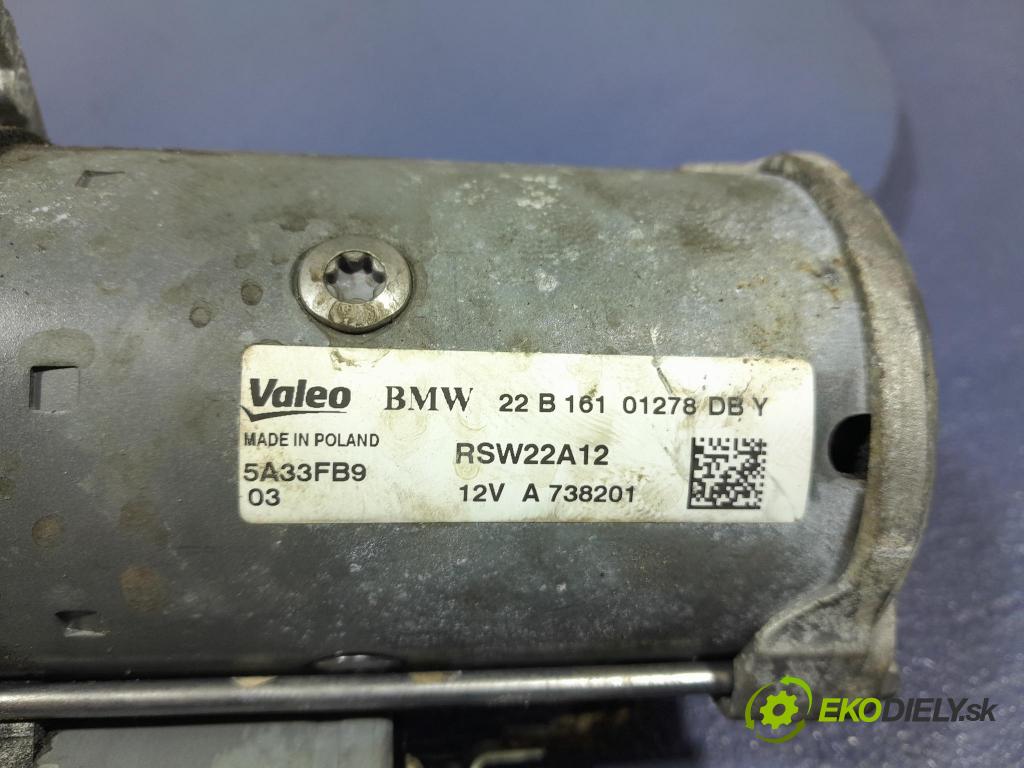 Valeo BMW 22 B 161 01278 DB Y
MADE IN POLAND RSW22A12
5A33FB9
03 12V A 738201
EKODIELY.sk